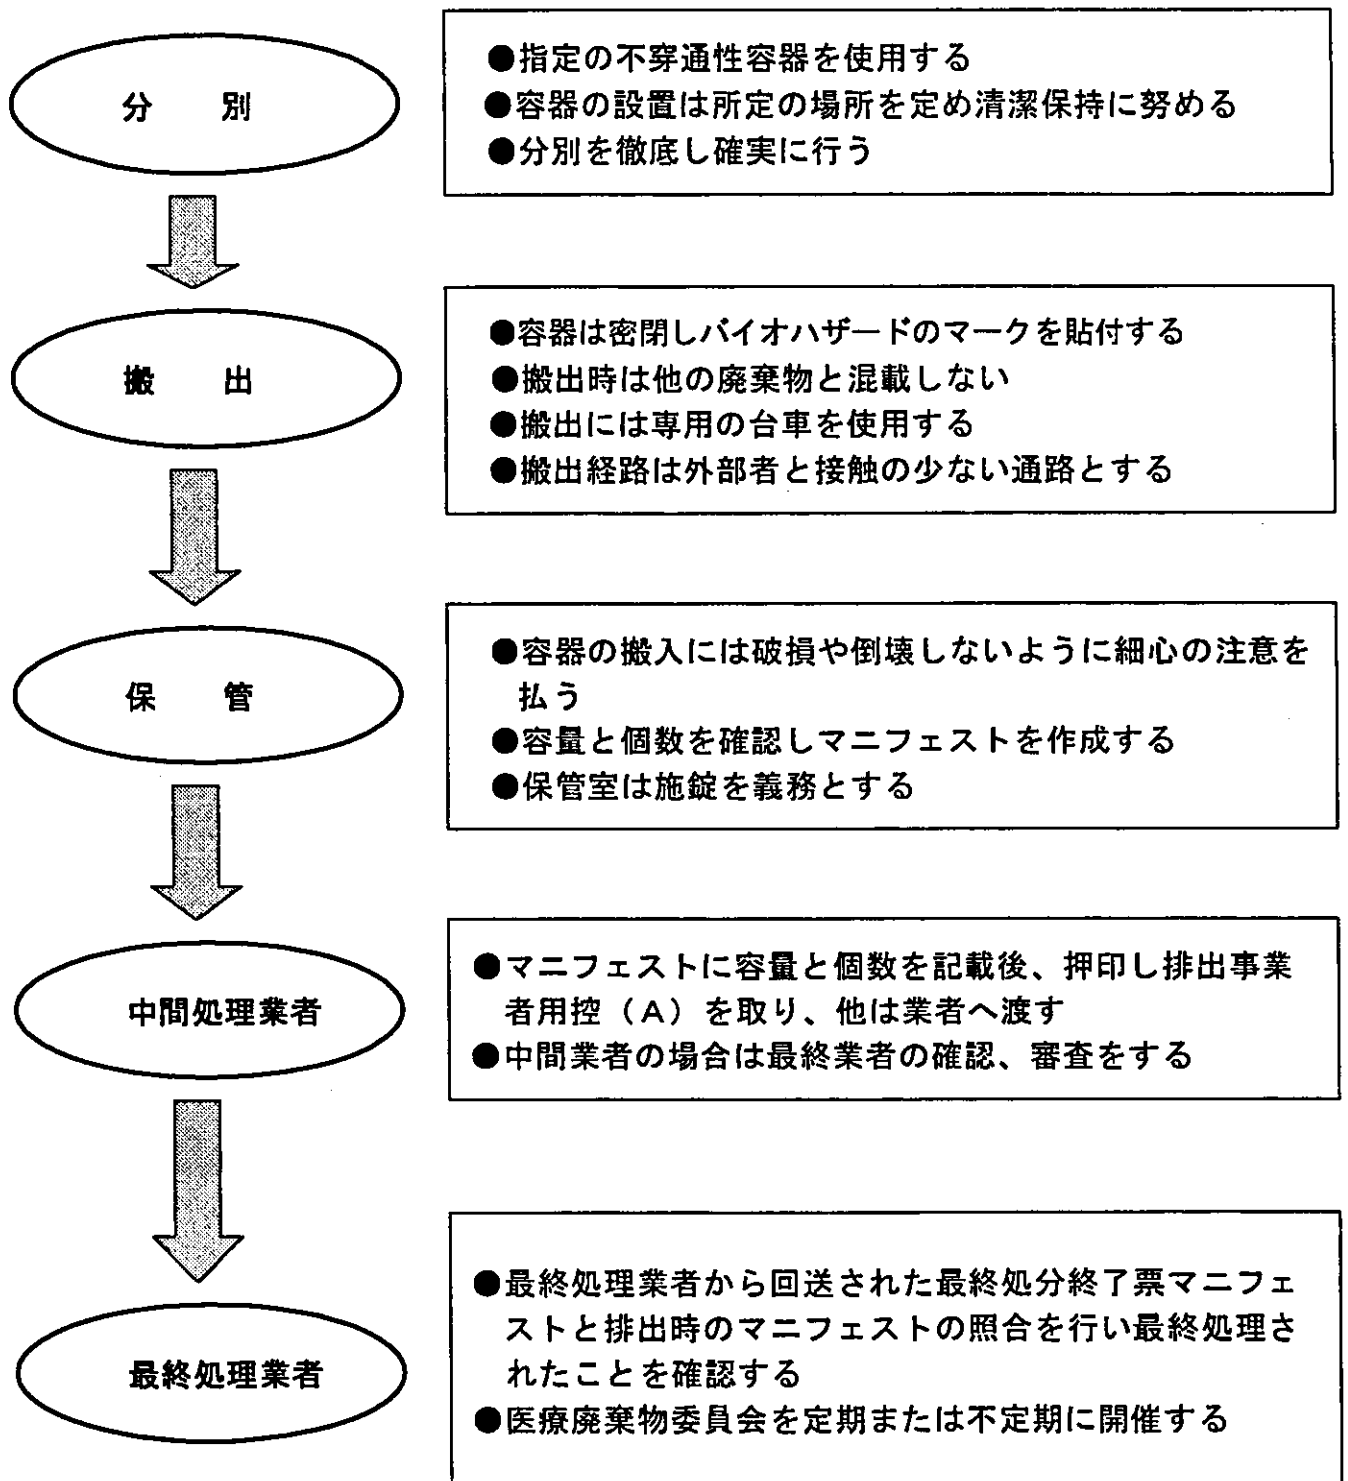 分　別
●指定の不穿通性容器を使用する
●容器の設置は所定の場所を定め清潔保持に努める
●分別を徹底し確実に行う
搬　出
●容器は密閉しバイオハザードのマークを貼付する
●搬出時は他の廃棄物と混載しない
●搬出には専用の台車を使用する
●搬出経路は外部者と接触の少ない通路とする
保　管
●容器の搬入には破損や倒壊しないように細心の注意を
払う
●容量と個数を確認しマニフェストを作成する
●保管室は施錠を義務とする
中間処理業者
●マニフェストに容量と個数を記載後、押印し排出事業
者用控（A）を取り、他は業者へ渡す
●中間業者の場合は最終業者の確認、審査をする
最終処理業者
●最終処理業者から回送された最終処分終了票マニフェ
ストと排出時のマニフェストの照合を行い最終処理さ
れたことを確認する
●医療廃棄物委員会を定期または不定期に開催する